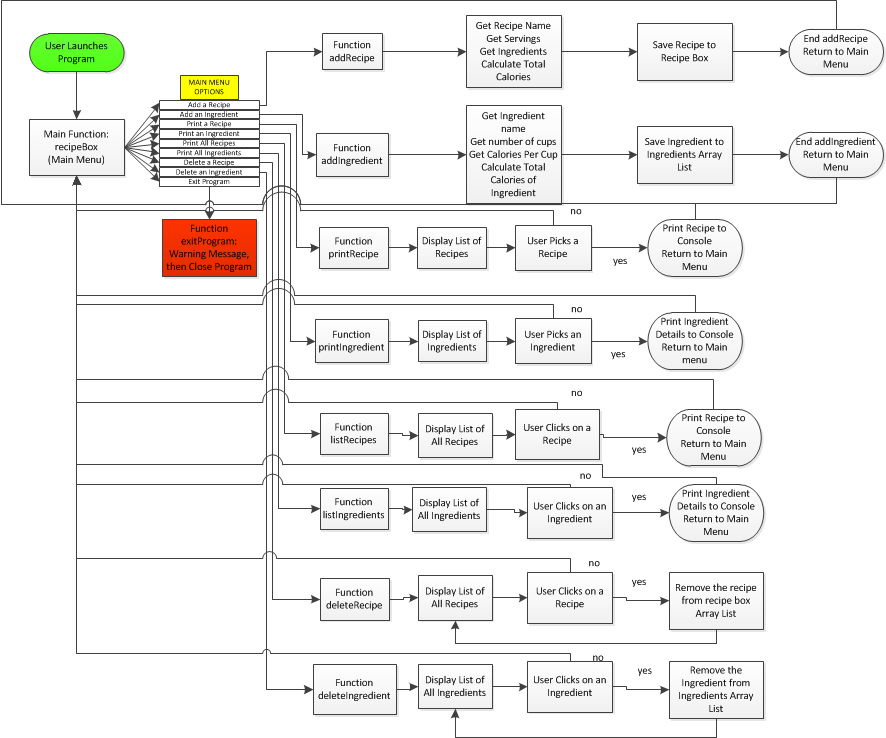 User Launches
Program
MAIN MENU
OPTIONS
Add a Recipe
Add an Ingredient
Print a Recipe
Print an Ingredient
Print All Recipes
Print All Ingredients
Delete a Recipe
Delete an Ingredient
Exit Program
Main Function:
recipeBox
(Main Menu)
Function
exitProgram:
Warning Message,
then Close Program
Function
addRecipe
Get Recipe Name
Get Servings
Get Ingredients
Calculate Total
Calories
Save Recipe to
Recipe Box
End addRecipe
Return to Main
Menu
Function
addIngredient
Get Ingredient
name
Get number of cups
Get Calories Per Cup
Calculate Total
Calories of
Ingredient
Save Ingredient to
Ingredients Array
List
End addIngredient
Return to Main
Menu
Function
printRecipe
Display List of
Recipes
User Picks a
Recipe
no
yes
Print Recipe to
Console
Return to Main
Menu
Function
printIngredient
Display List of
Ingredients
User Picks an
Ingredient
no
yes
Print Ingredient
Details to Console
Return to Main
menu
Function
listRecipes
Display List of
All Recipes
User Clicks on a
Recipe
no
yes
Print Recipe to
Console
Return to Main
Menu
Function
listIngredients
Display List of
All Ingredients
User Clicks on an
Ingredient
no
yes
Print Ingredient
Details to Console
Return to Main
Menu
Function
deleteRecipe
Display List of
All Recipes
User Clicks on a
Recipe
no
yes
Remove the recipe
from recipe box
Array List
Function
deleteIngredient
Display List of
All Ingredients
User Clicks on an
Ingredient
no
yes
Remove the
Ingredient from
Ingredients Array
List